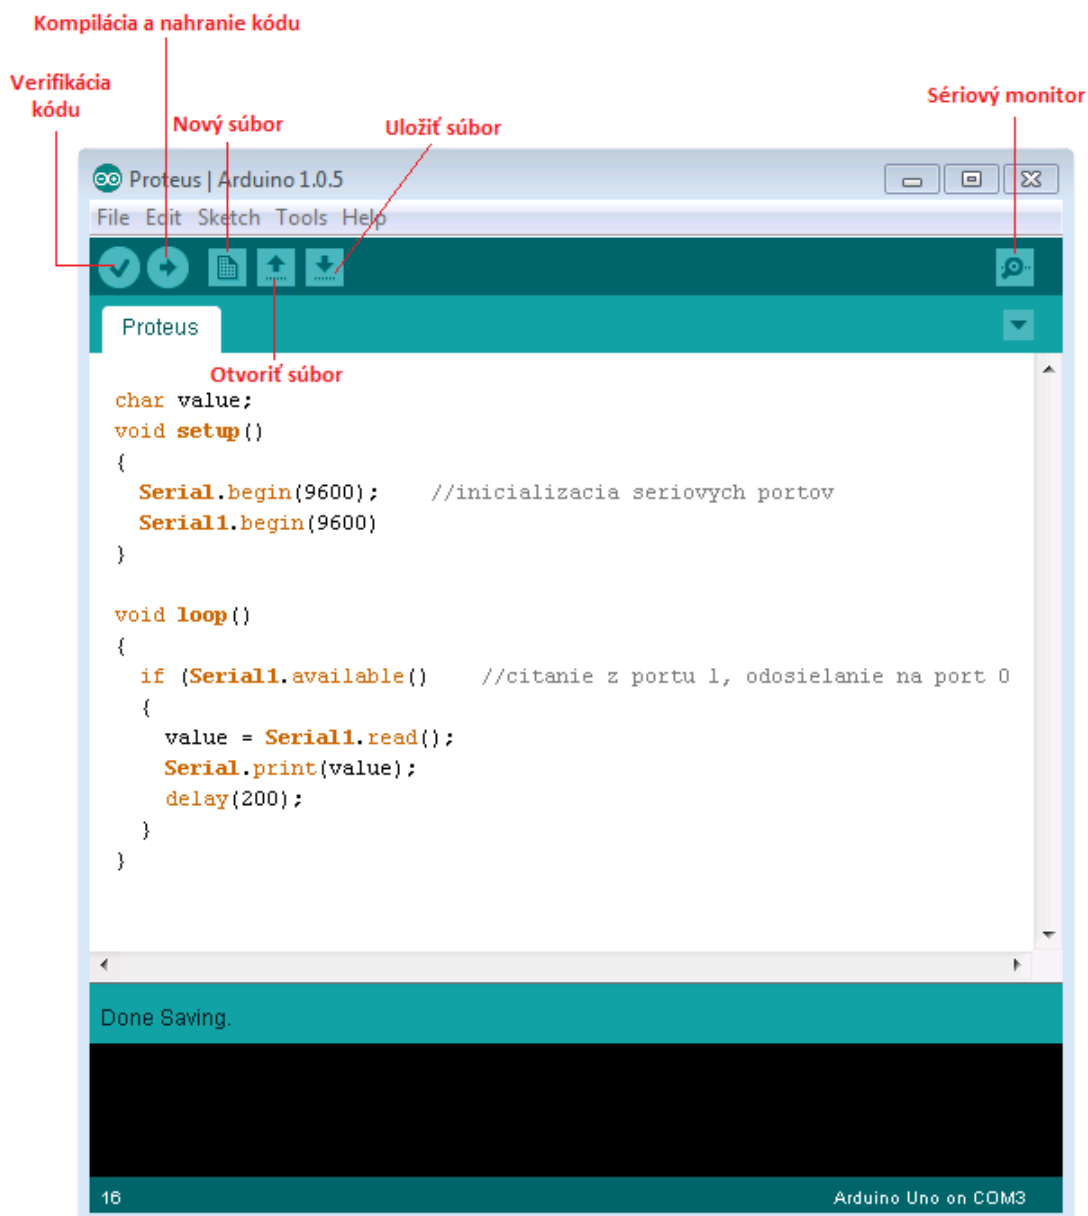 Kompilácia a nahranie kódu
Verifikácia
kódu
Nový súbor
Uložiť súbor
Sériový monitor
Proteus | Arduino 1.0.5
File Edit Sketch Tools Help
Proteus
Otvoriť súbor
char value;
void setup()
{
  Serial.begin(9600);    //inicializacia seriovych portov
  Serial1.begin(9600)
}
void loop()
{
  if (Serial1.available()    //citanie z portu 1, odosielanie na port 0
  {
    value = Serial1.read();
    Serial.print(value);
    delay(200);
  }
}
Done Saving.
16
Arduino Uno on COM3